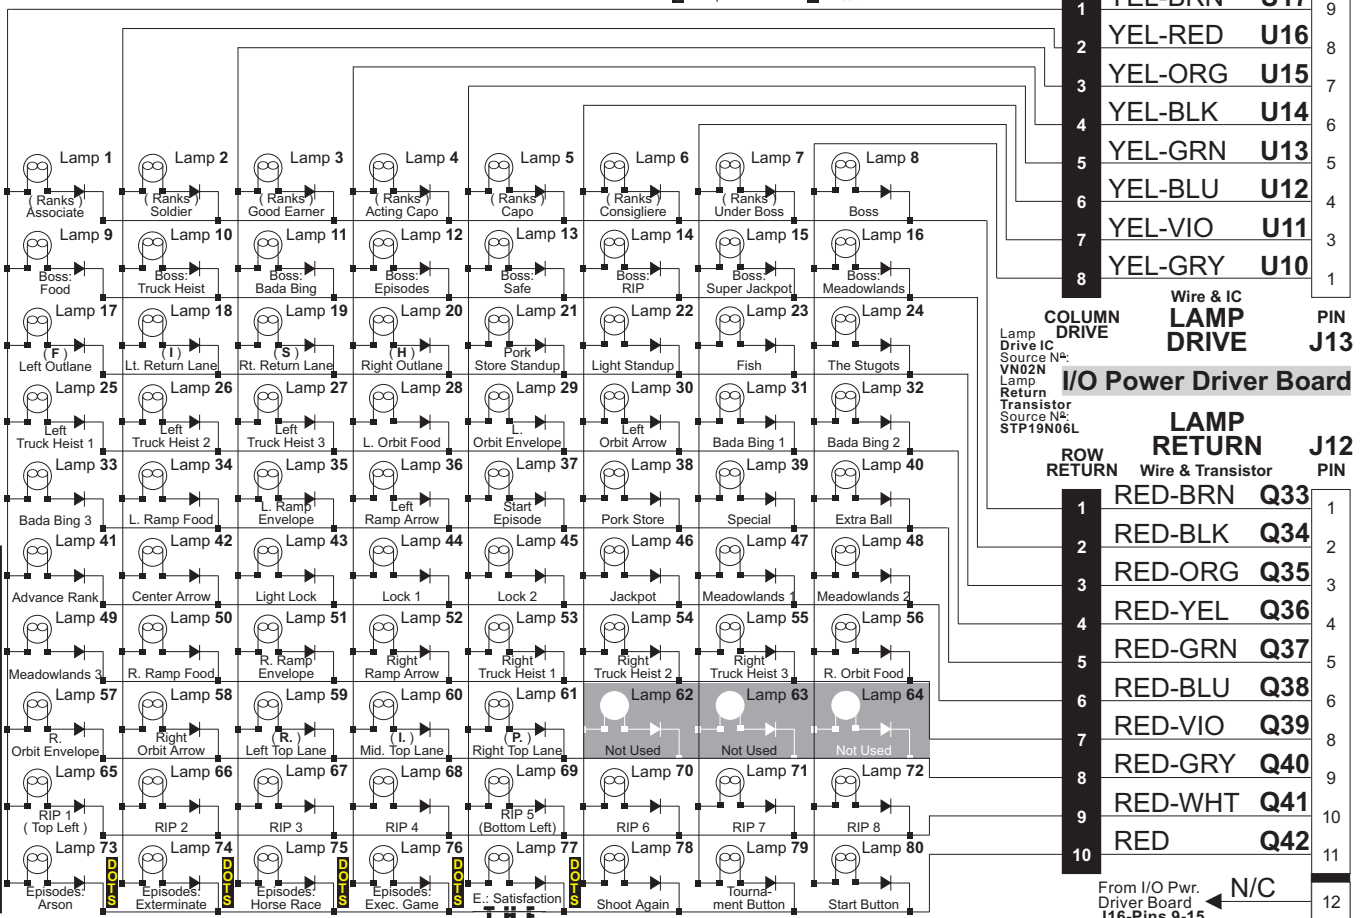 1 YEL-BRN U17 9
2 YEL-RED U16 8
3 YEL-ORG U15 7
4 YEL-BLK U14 6
5 YEL-GRN U13 5
6 YEL-BLU U12 4
7 YEL-VIO U11 3
8 YEL-GRY U10 1
COLUMN DRIVE
Wire & IC
LAMP DRIVE
PIN
J13
Lamp
Drive IC
Source Nº:
VN02N
Lamp
Return
Transistor
Source Nº:
STP19N06L
I/O Power Driver Board
LAMP RETURN
J12
ROW RETURN
Wire & Transistor
PIN
1 RED-BRN Q33 1
2 RED-BLK Q34 2
3 RED-ORG Q35 3
4 RED-YEL Q36 4
5 RED-GRN Q37 5
6 RED-BLU Q38 6
7 RED-VIO Q39 8
8 RED-GRY Q40 9
9 RED-WHT Q41 10
10 RED Q42 11
From I/O Pwr.
Driver Board
J16-Pins 9-15
N/C 12
Lamp 1 Lamp 2 Lamp 3 Lamp 4 Lamp 5 Lamp 6 Lamp 7 Lamp 8
( Ranks ) ( Ranks ) ( Ranks ) ( Ranks ) ( Ranks ) ( Ranks ) ( Ranks )
Associate Soldier Good Earner Acting Capo Capo Consigliere Under Boss Boss
Lamp 9 Lamp 10 Lamp 11 Lamp 12 Lamp 13 Lamp 14 Lamp 15 Lamp 16
Boss: Boss: Boss: Boss: Boss: Boss: Boss: Boss:
Food Truck Heist Bada Bing Episodes Safe RIP Super Jackpot Meadowlands
Lamp 17 Lamp 18 Lamp 19 Lamp 20 Lamp 21 Lamp 22 Lamp 23 Lamp 24
( F ) ( I ) ( S ) ( H ) Pork
Left Outlane Lt. Return Lane Rt. Return Lane Right Outlane Store Standup Light Standup Fish The Stugots
Lamp 25 Lamp 26 Lamp 27 Lamp 28 Lamp 29 Lamp 30 Lamp 31 Lamp 32
Left Left Left L. Left
Truck Heist 1 Truck Heist 2 Truck Heist 3 L. Orbit Food Orbit Envelope Orbit Arrow Bada Bing 1 Bada Bing 2
Lamp 33 Lamp 34 Lamp 35 Lamp 36 Lamp 37 Lamp 38 Lamp 39 Lamp 40
L. Ramp Left Start
Bada Bing 3 L. Ramp Food Envelope Ramp Arrow Episode Pork Store Special Extra Ball
Lamp 41 Lamp 42 Lamp 43 Lamp 44 Lamp 45 Lamp 46 Lamp 47 Lamp 48
Advance Rank Center Arrow Light Lock Lock 1 Lock 2 Jackpot Meadowlands 1 Meadowlands 2
Lamp 49 Lamp 50 Lamp 51 Lamp 52 Lamp 53 Lamp 54 Lamp 55 Lamp 56
R. Ramp Right Right Right Right
Meadowlands 3 R. Ramp Food Envelope Ramp Arrow Truck Heist 1 Truck Heist 2 Truck Heist 3 R. Orbit Food
Lamp 57 Lamp 58 Lamp 59 Lamp 60 Lamp 61 Lamp 62 Lamp 63 Lamp 64
R. Right ( R. ) ( I. ) ( P. )
Orbit Envelope Orbit Arrow Left Top Lane Mid. Top Lane Right Top Lane Not Used Not Used Not Used
Lamp 65 Lamp 66 Lamp 67 Lamp 68 Lamp 69 Lamp 70 Lamp 71 Lamp 72
RIP 1 RIP 5
( Top Left ) RIP 2 RIP 3 RIP 4 (Bottom Left) RIP 6 RIP 7 RIP 8
Lamp 73 Lamp 74 Lamp 75 Lamp 76 Lamp 77 Lamp 78 Lamp 79 Lamp 80
DOTS DOTS DOTS DOTS DOTS
Episodes: Episodes: Episodes: Episodes: Tourna-
Arson Exterminate Horse Race Exec. Game E.: Satisfaction Shoot Again ment Button Start Button
THE